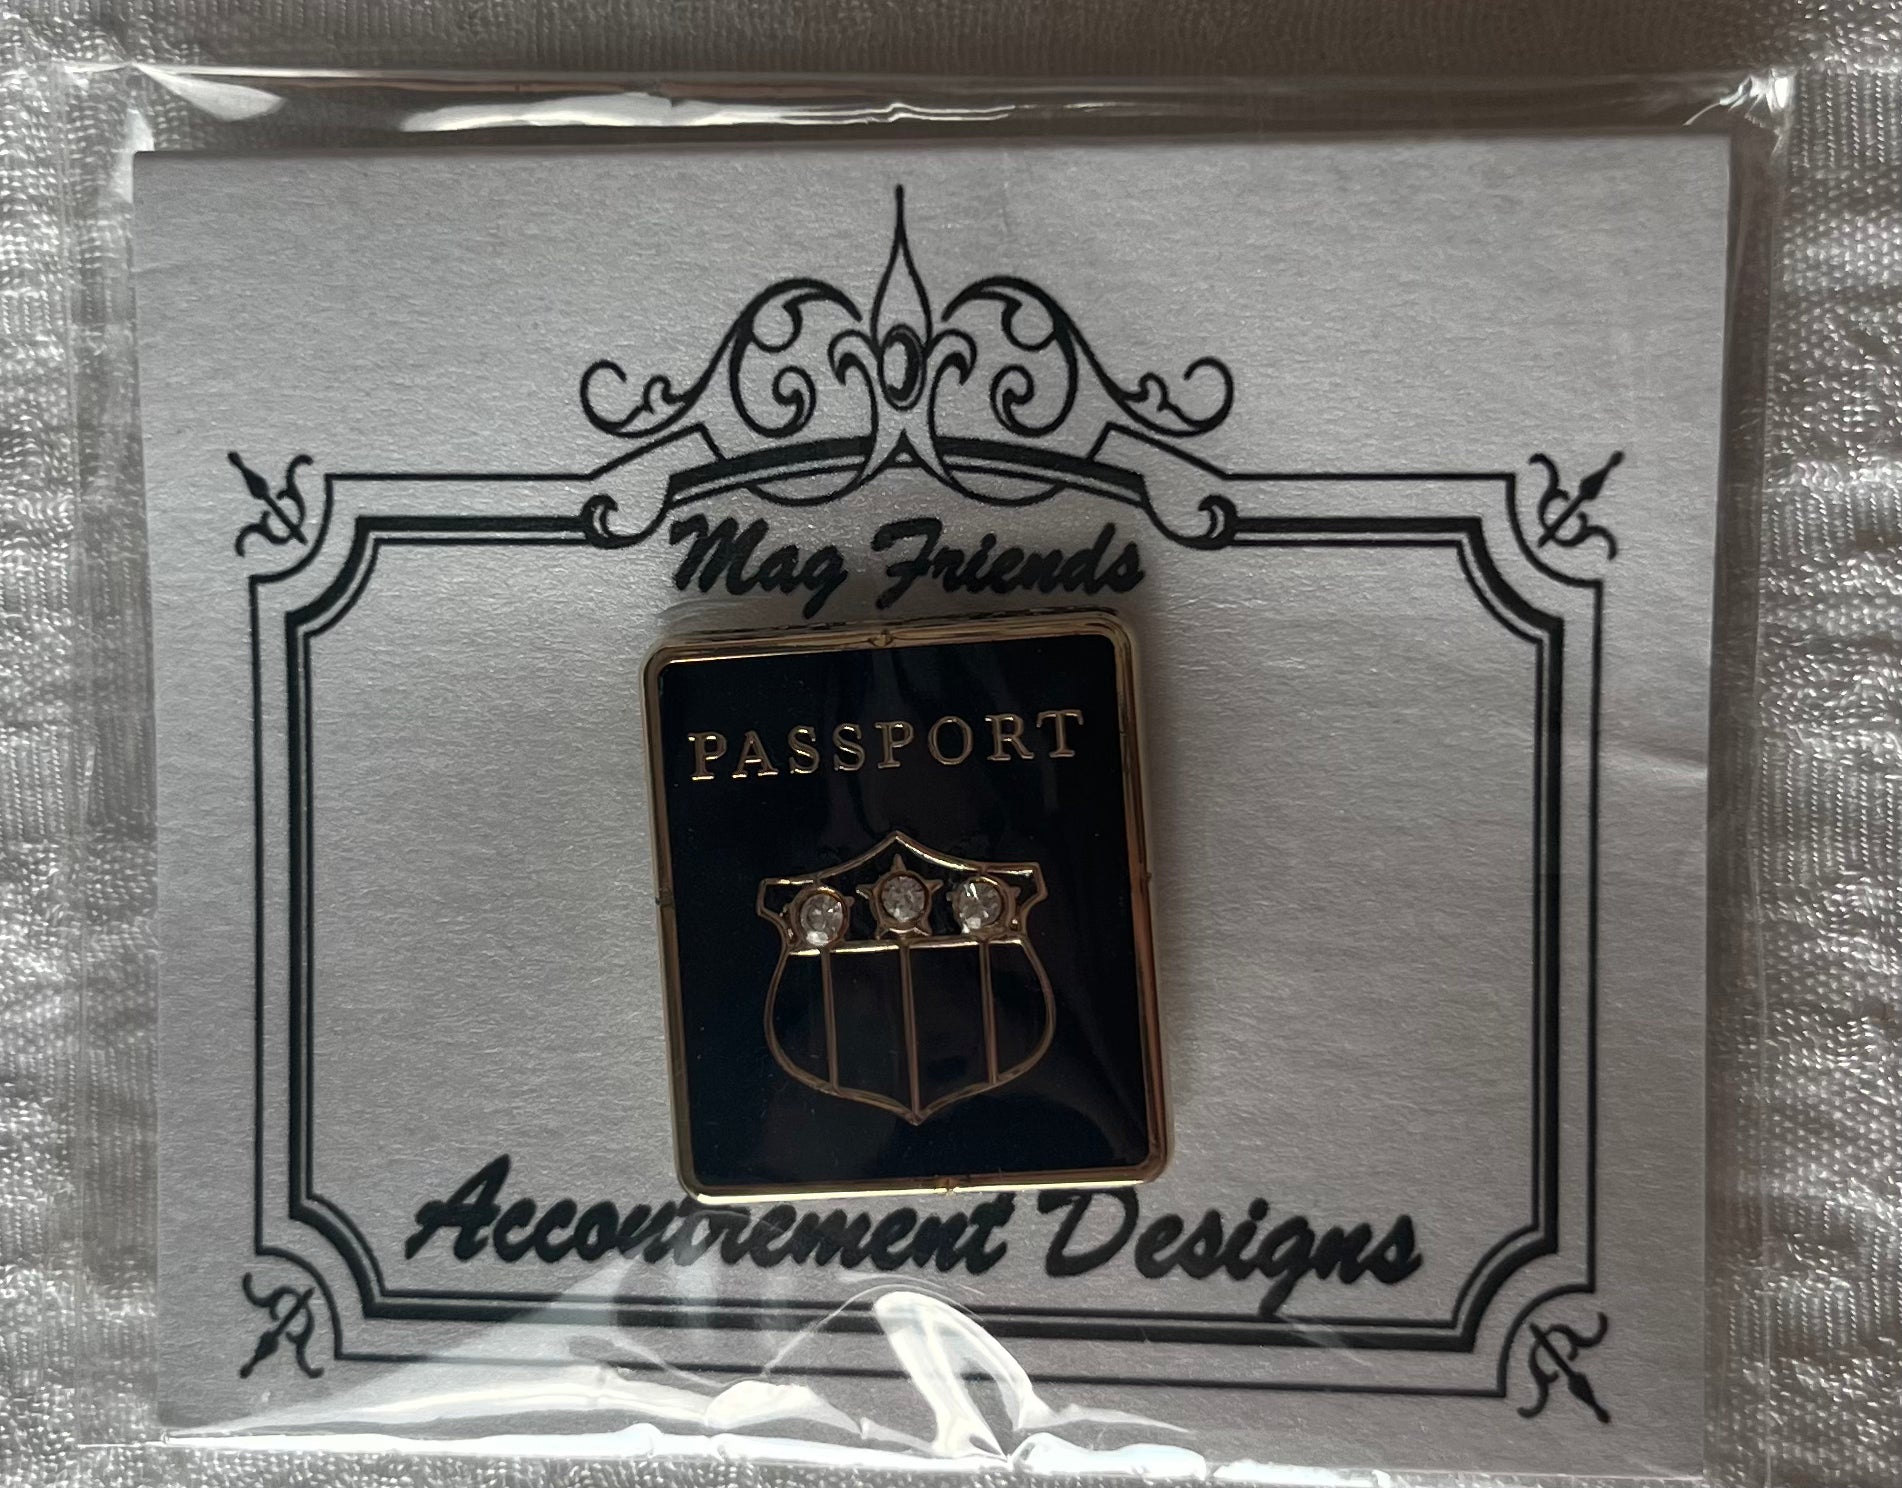 Mag Friends
PASSPORT
Accoutrement Designs